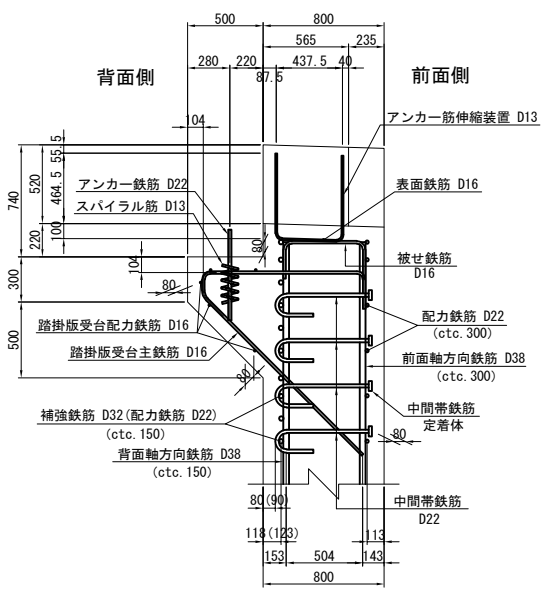 500
800
565
235
280
220
437.5
40
87.5
背面側
前面側
104
アンカー筋伸縮装置 D13
55.5
520
464.5
740
アンカー鉄筋 D22
表面鉄筋 D16
スパイラル筋 D13
100
220
80
被せ鉄筋
D16
104
300
80
踏掛版受台配力鉄筋 D16
配力鉄筋 D22
(ctc.300)
踏掛版受台主鉄筋 D16
前面軸方向鉄筋 D38
(ctc.300)
500
80
補強鉄筋 D32(配力鉄筋 D22)
(ctc.150)
中間帯鉄筋
定着体
80
背面軸方向鉄筋 D38
(ctc.150)
80(90)
中間帯鉄筋
D22
118(123)
113
153
504
143
800